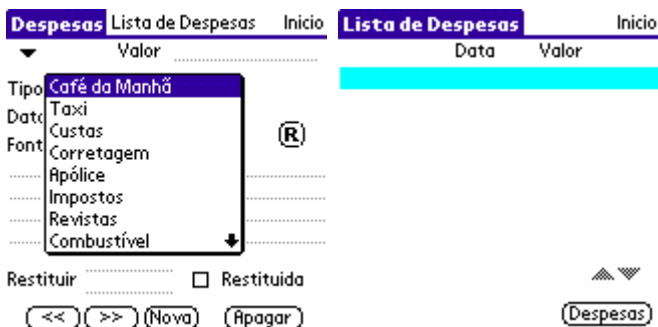 Despesas Lista de Despesas Inicio
Valor
Tipo
Café da Manhã
Data
Taxi
Custas
Font
Corretagem
R
Apólice
Impostos
Revistas
Combustível
Restituir Restituida
<< >> Nova Apagar
Lista de Despesas Inicio
Data Valor
Despesas